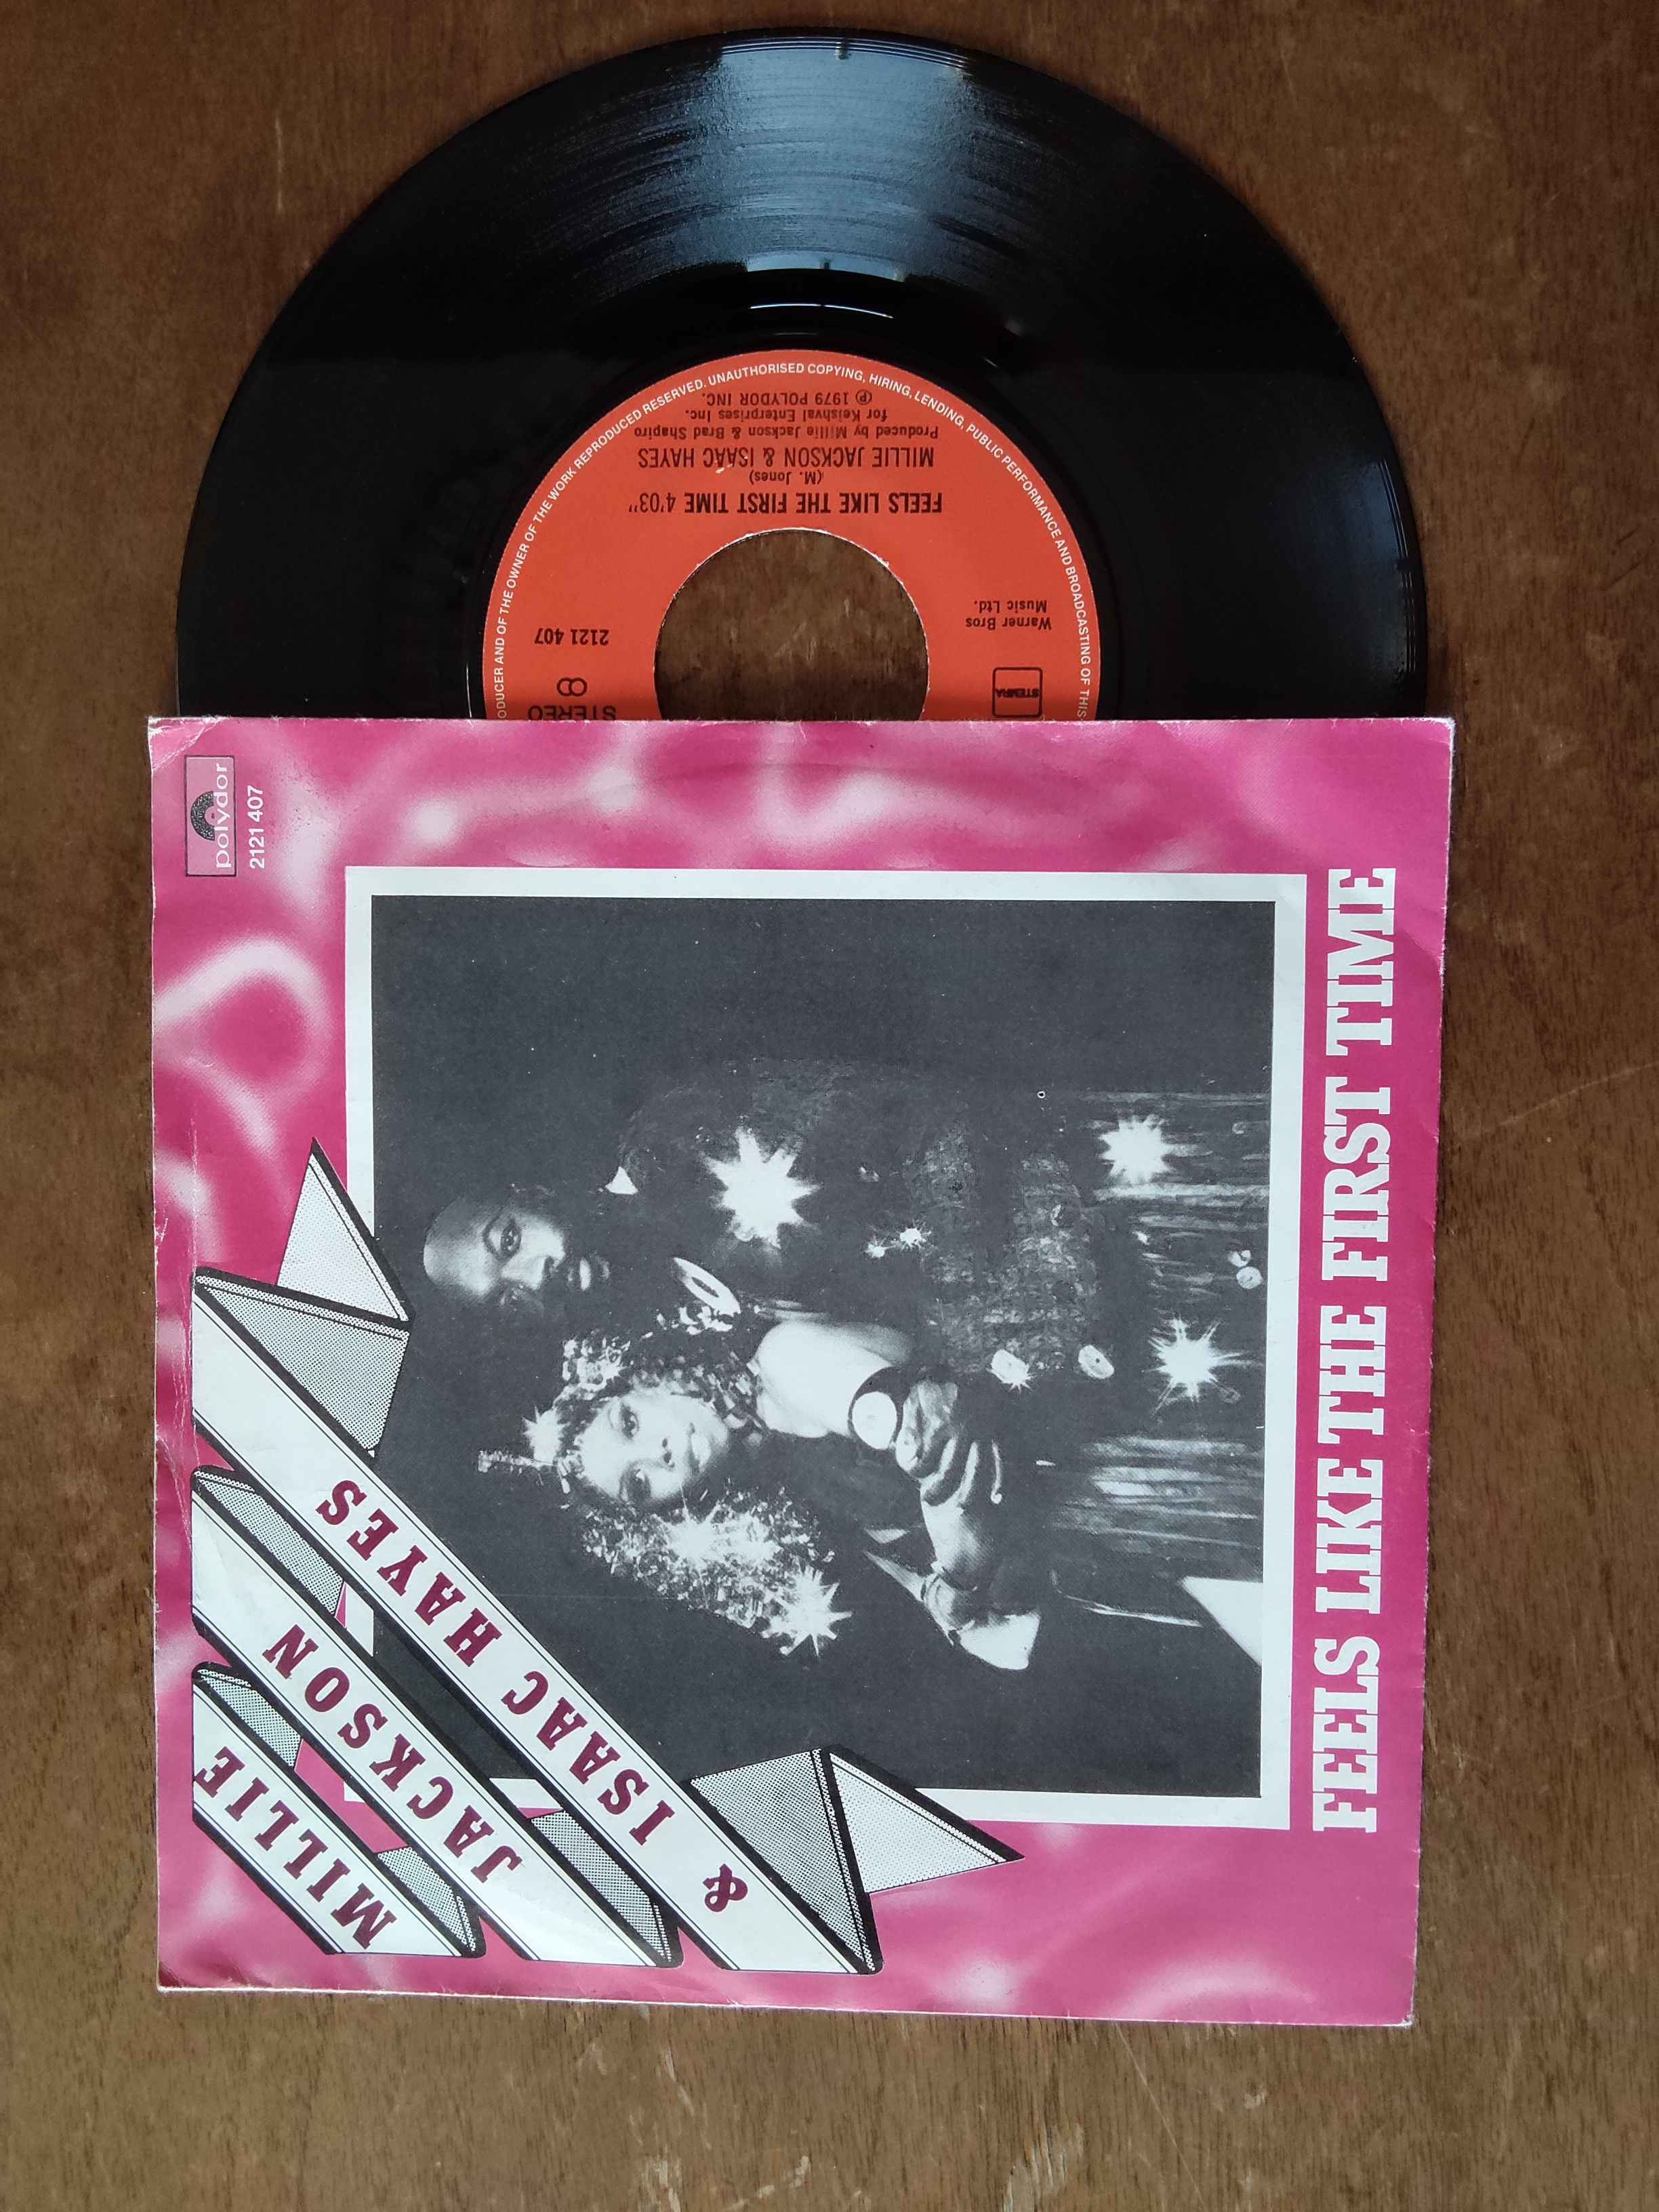 PRODUCER AND OF THE OWNER OF THE WORK REPRODUCED RESERVED. UNAUTHORISED COPYING, HIRING, LENDING, PUBLIC PERFORMANCE AND BROADCASTING OF THIS
FEELS LIKE THE FIRST TIME 4'03''
(M. Jones)
MILLIE JACKSON & ISAAC HAYES
Produced by Millie Jackson & Brad Shapiro
for Keishval Enterprises Inc.
℗ 1979 POLYDOR INC.
Warner Bros
Music Ltd.
STEMRA
2121 407
STEREO
polydor
2121 407
MILLIE
JACKSON
& ISAAC HAYES
FEELS LIKE THE FIRST TIME